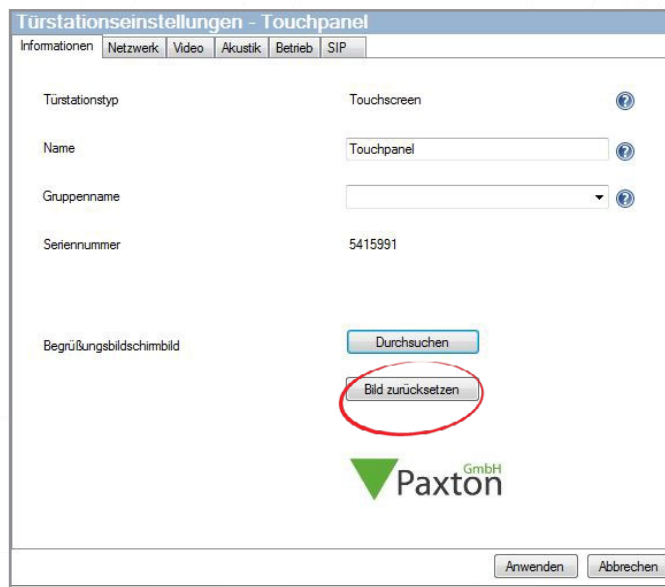 Türstationseinstellungen - Touchpanel
Informationen Netzwerk Video Akustik Betrieb SIP
Türstationstyp Touchscreen ?
Name Touchpanel ?
Gruppenname ?
Seriennummer 5415991
Begrüßungsbildschirmbild Durchsuchen
Bild zurücksetzen
Paxton GmbH
Anwenden Abbrechen